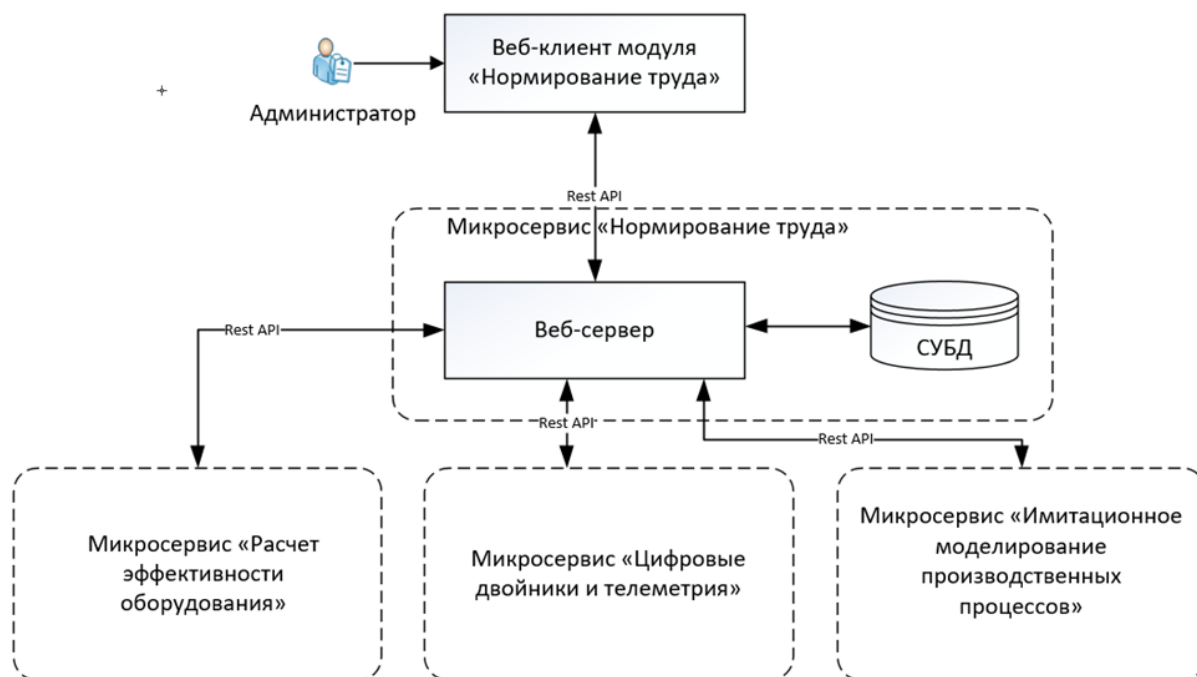 Веб-клиент модуля
«Нормирование труда»
Администратор
Rest API
Микросервис «Нормирование труда»
Rest API
Веб-сервер
СУБД
Rest API
Rest API
Микросервис «Расчет
эффективности
оборудования»
Микросервис «Цифровые
двойники и телеметрия»
Микросервис «Имитационное
моделирование
производственных
процессов»